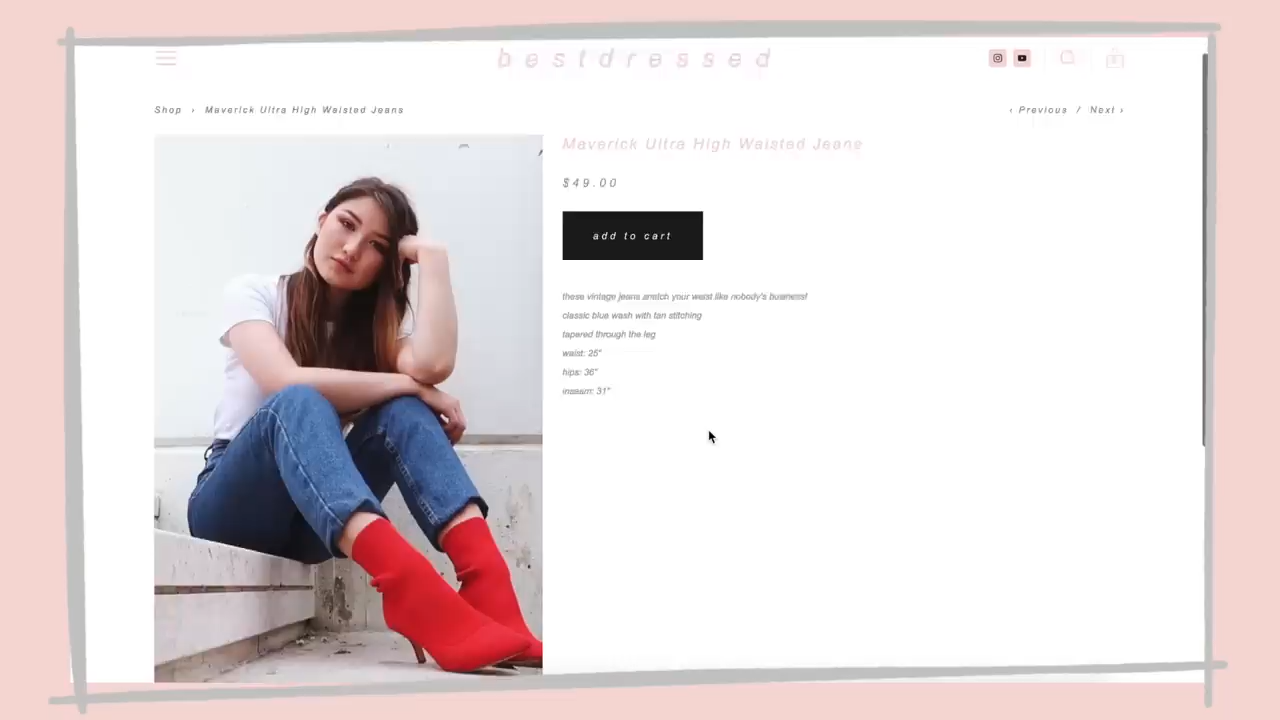 bestdressed
Shop › Maverick Ultra High Waisted Jeans
‹ Previous / Next ›
Maverick Ultra High Waisted Jeans
$49.00
add to cart
these vintage jeans snatch your waist like nobody's business!
classic blue wash with tan stitching
tapered through the leg
waist: 25"
hips: 36"
inseam: 31"